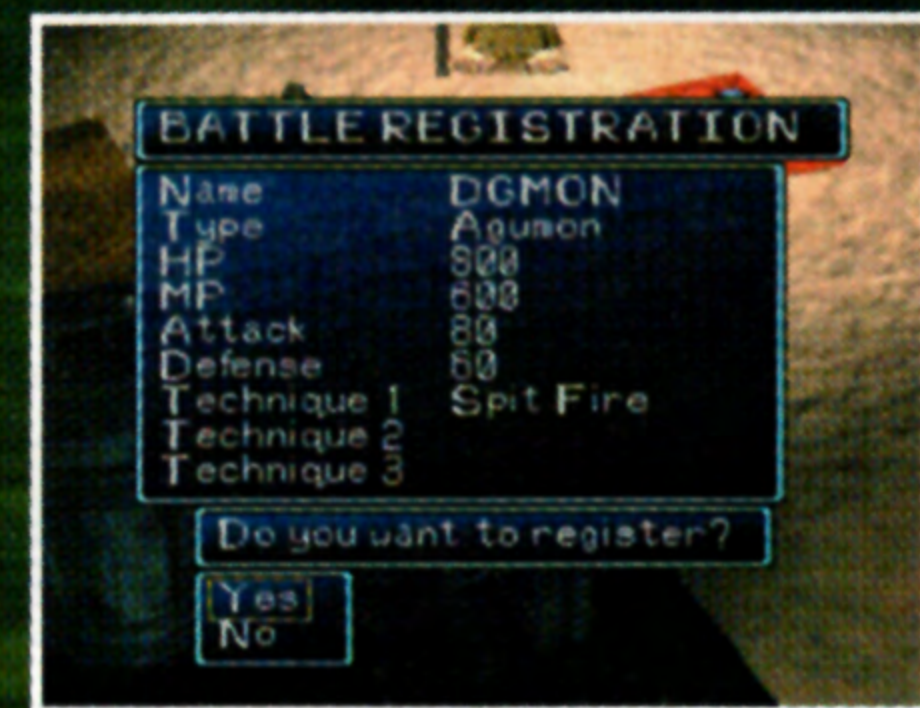 BATTLE REGISTRATION
Name DGMON
Type Agumon
HP 800
MP 600
Attack 80
Defense 60
Technique 1 Spit Fire
Technique 2
Technique 3
Do you want to register?
Yes
No